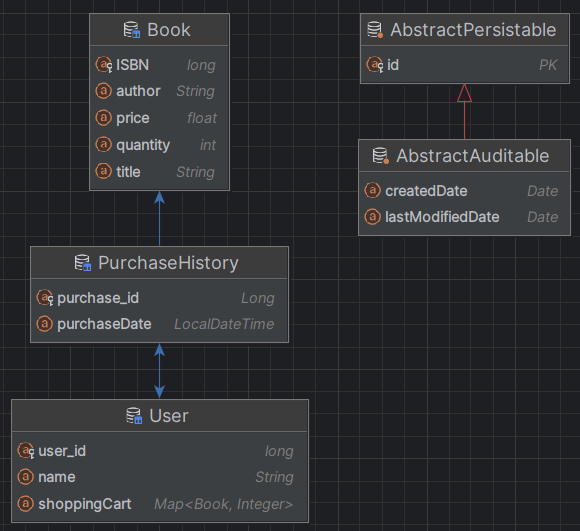 Book
ISBN long
author String
price float
quantity int
title String
AbstractPersistable
id PK
AbstractAuditable
createdDate Date
lastModifiedDate Date
PurchaseHistory
purchase_id Long
purchaseDate LocalDateTime
User
user_id long
name String
shoppingCart Map<Book, Integer>